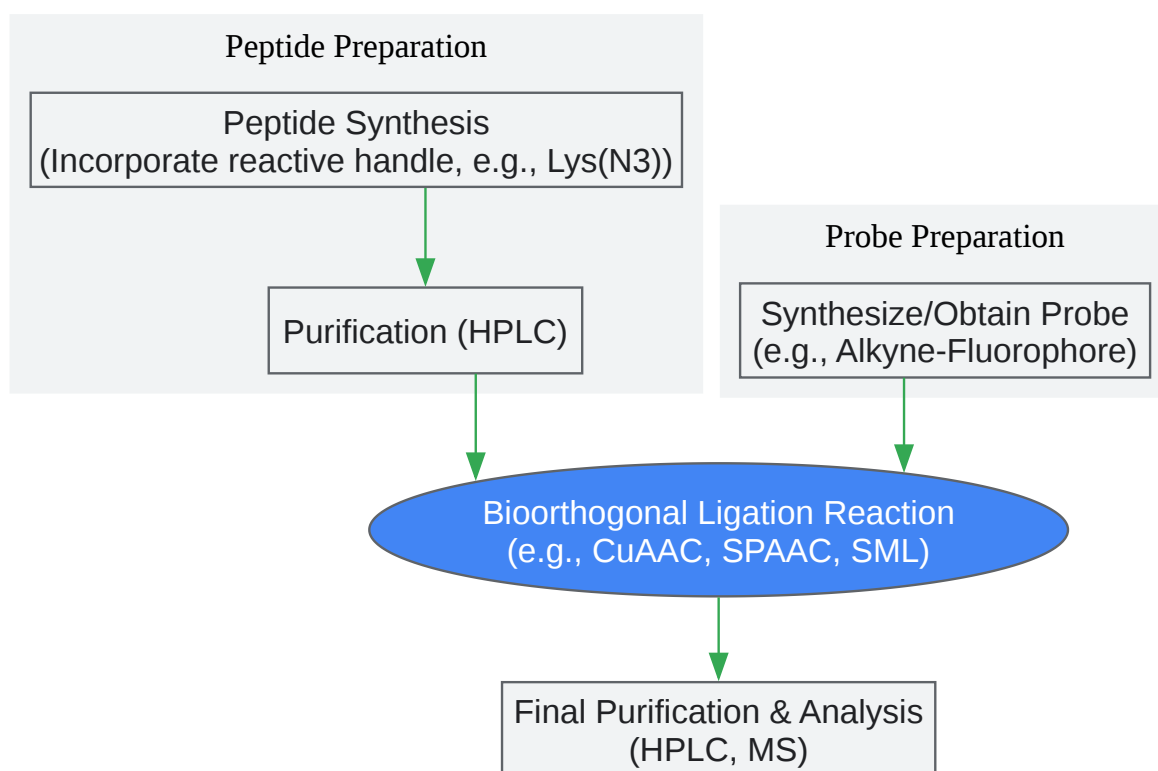 Peptide Preparation
Peptide Synthesis
(Incorporate reactive handle, e.g., Lys(N3))
Purification (HPLC)
Probe Preparation
Synthesize/Obtain Probe
(e.g., Alkyne-Fluorophore)
Bioorthogonal Ligation Reaction
(e.g., CuAAC, SPAAC, SML)
Final Purification & Analysis
(HPLC, MS)